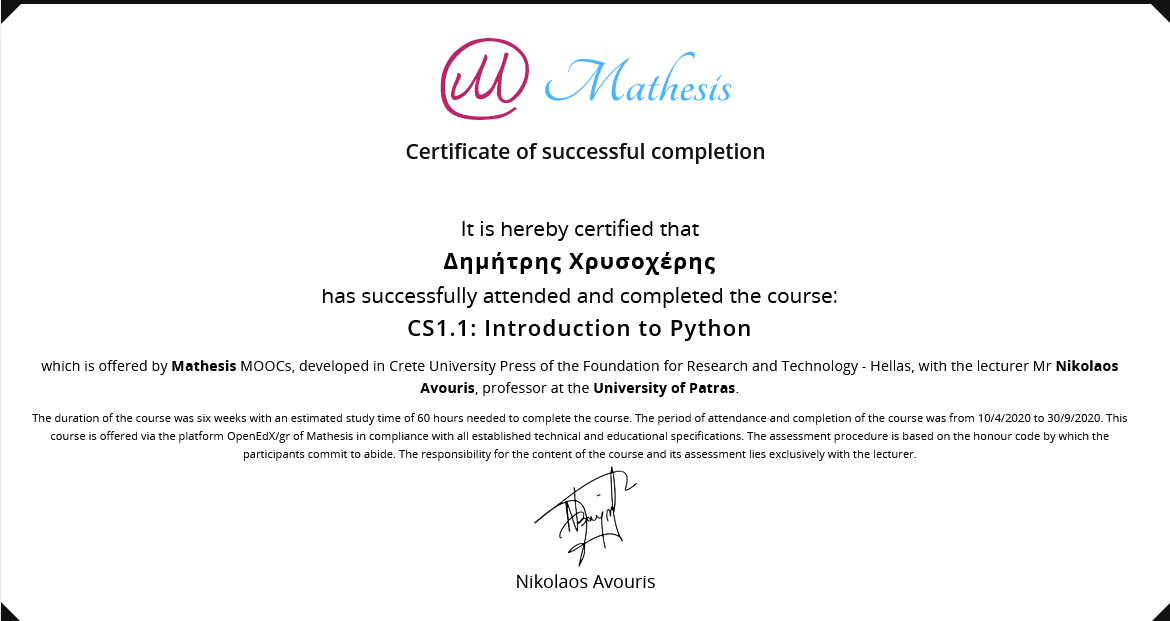 Mathesis
Certificate of successful completion
It is hereby certified that
Δημήτρης Χρυσοχέρης
has successfully attended and completed the course:
CS1.1: Introduction to Python
which is offered by Mathesis MOOCs, developed in Crete University Press of the Foundation for Research and Technology - Hellas, with the lecturer Mr Nikolaos
Avouris, professor at the University of Patras.
The duration of the course was six weeks with an estimated study time of 60 hours needed to complete the course. The period of attendance and completion of the course was from 10/4/2020 to 30/9/2020. This
course is offered via the platform OpenEdX/gr of Mathesis in compliance with all established technical and educational specifications. The assessment procedure is based on the honour code by which the
participants commit to abide. The responsibility for the content of the course and its assessment lies exclusively with the lecturer.
Nikolaos Avouris